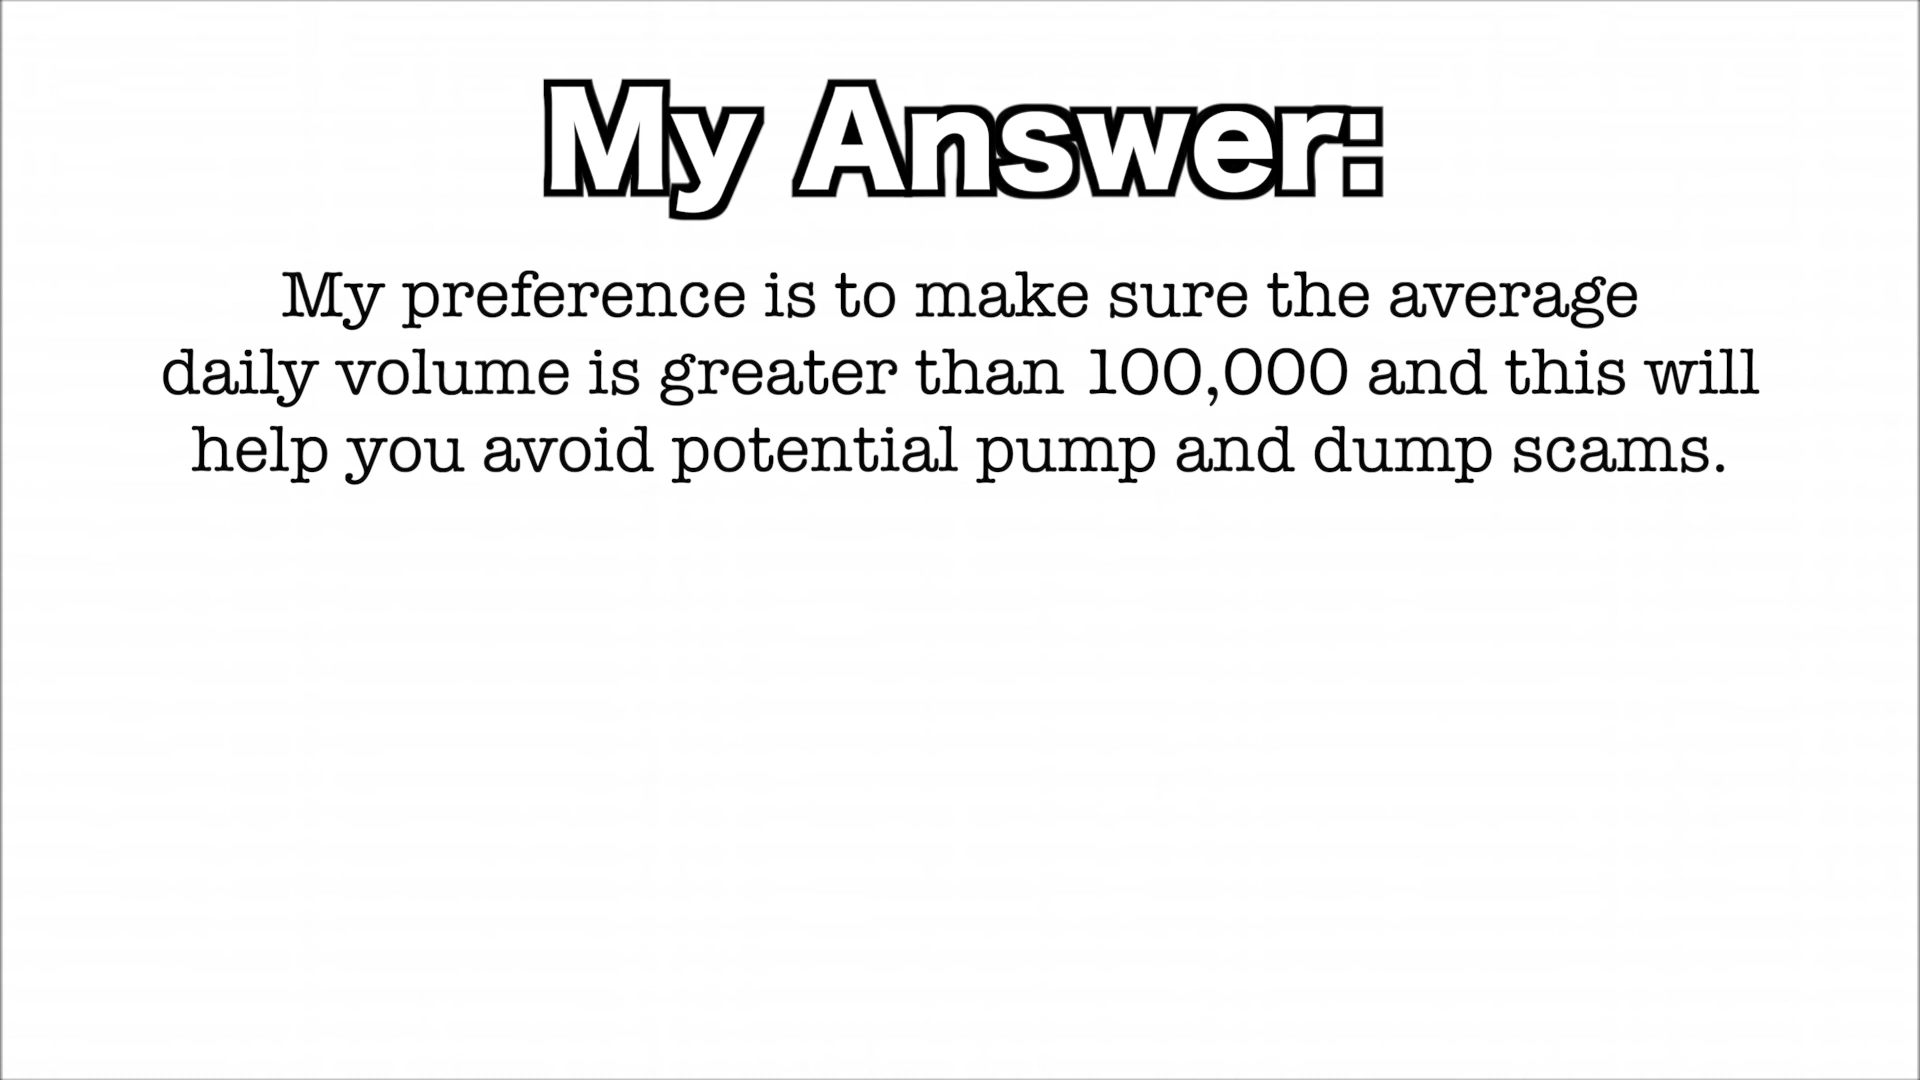 My Answer:
My preference is to make sure the average
daily volume is greater than 100,000 and this will
help you avoid potential pump and dump scams.